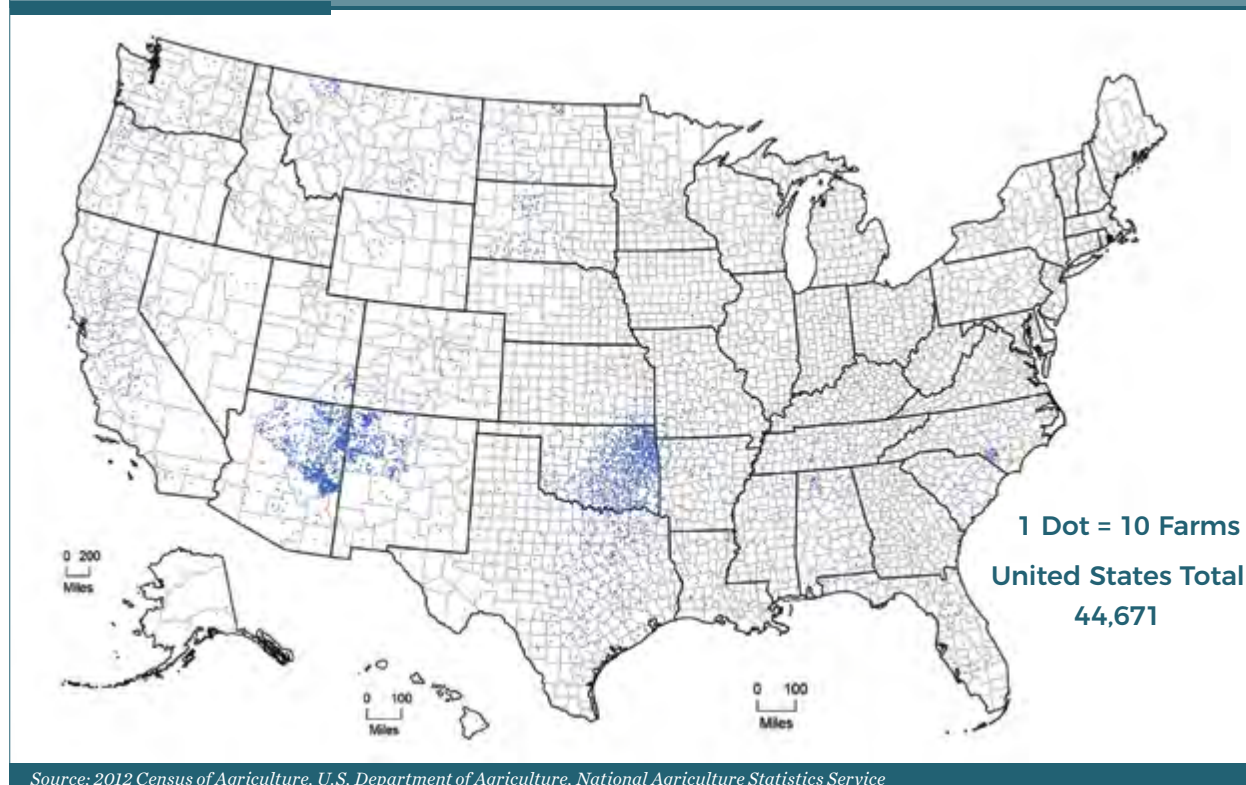 1 Dot = 10 Farms
United States Total
44,671
0 200
Miles
0 100
Miles
0 100
Miles
Source: 2012 Census of Agriculture, U.S. Department of Agriculture, National Agriculture Statistics Service